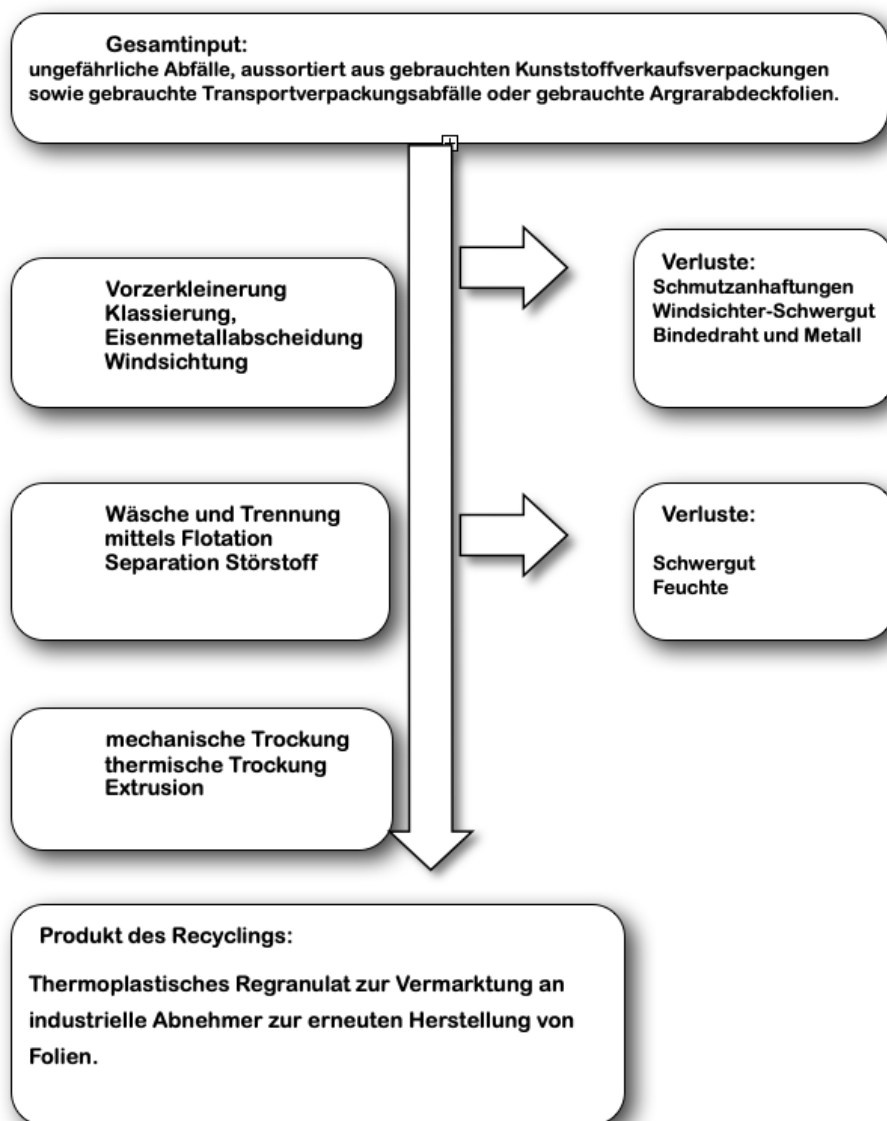 Gesamtinput:
ungefährliche Abfälle, aussortiert aus gebrauchten Kunststoffverkaufsverpackungen
sowie gebrauchte Transportverpackungsabfälle oder gebrauchte Argrarabdeckfolien.
Vorzerkleinerung
Klassierung,
Eisenmetallabscheidung
Windsichtung
Verluste:
Schmutzanhaftungen
Windsichter-Schwergut
Bindedraht und Metall
Wäsche und Trennung
mittels Flotation
Separation Störstoff
Verluste:
Schwergut
Feuchte
mechanische Trockung
thermische Trockung
Extrusion
Produkt des Recyclings:
Thermoplastisches Regranulat zur Vermarktung an
industrielle Abnehmer zur erneuten Herstellung von
Folien.